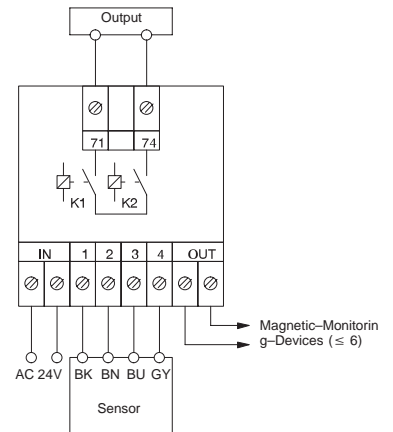 Output
71 74
K1 K2
IN 1 2 3 4 OUT
Magnetic–Monitorin
g–Devices (≤ 6)
AC 24V BK BN BU GY
Sensor